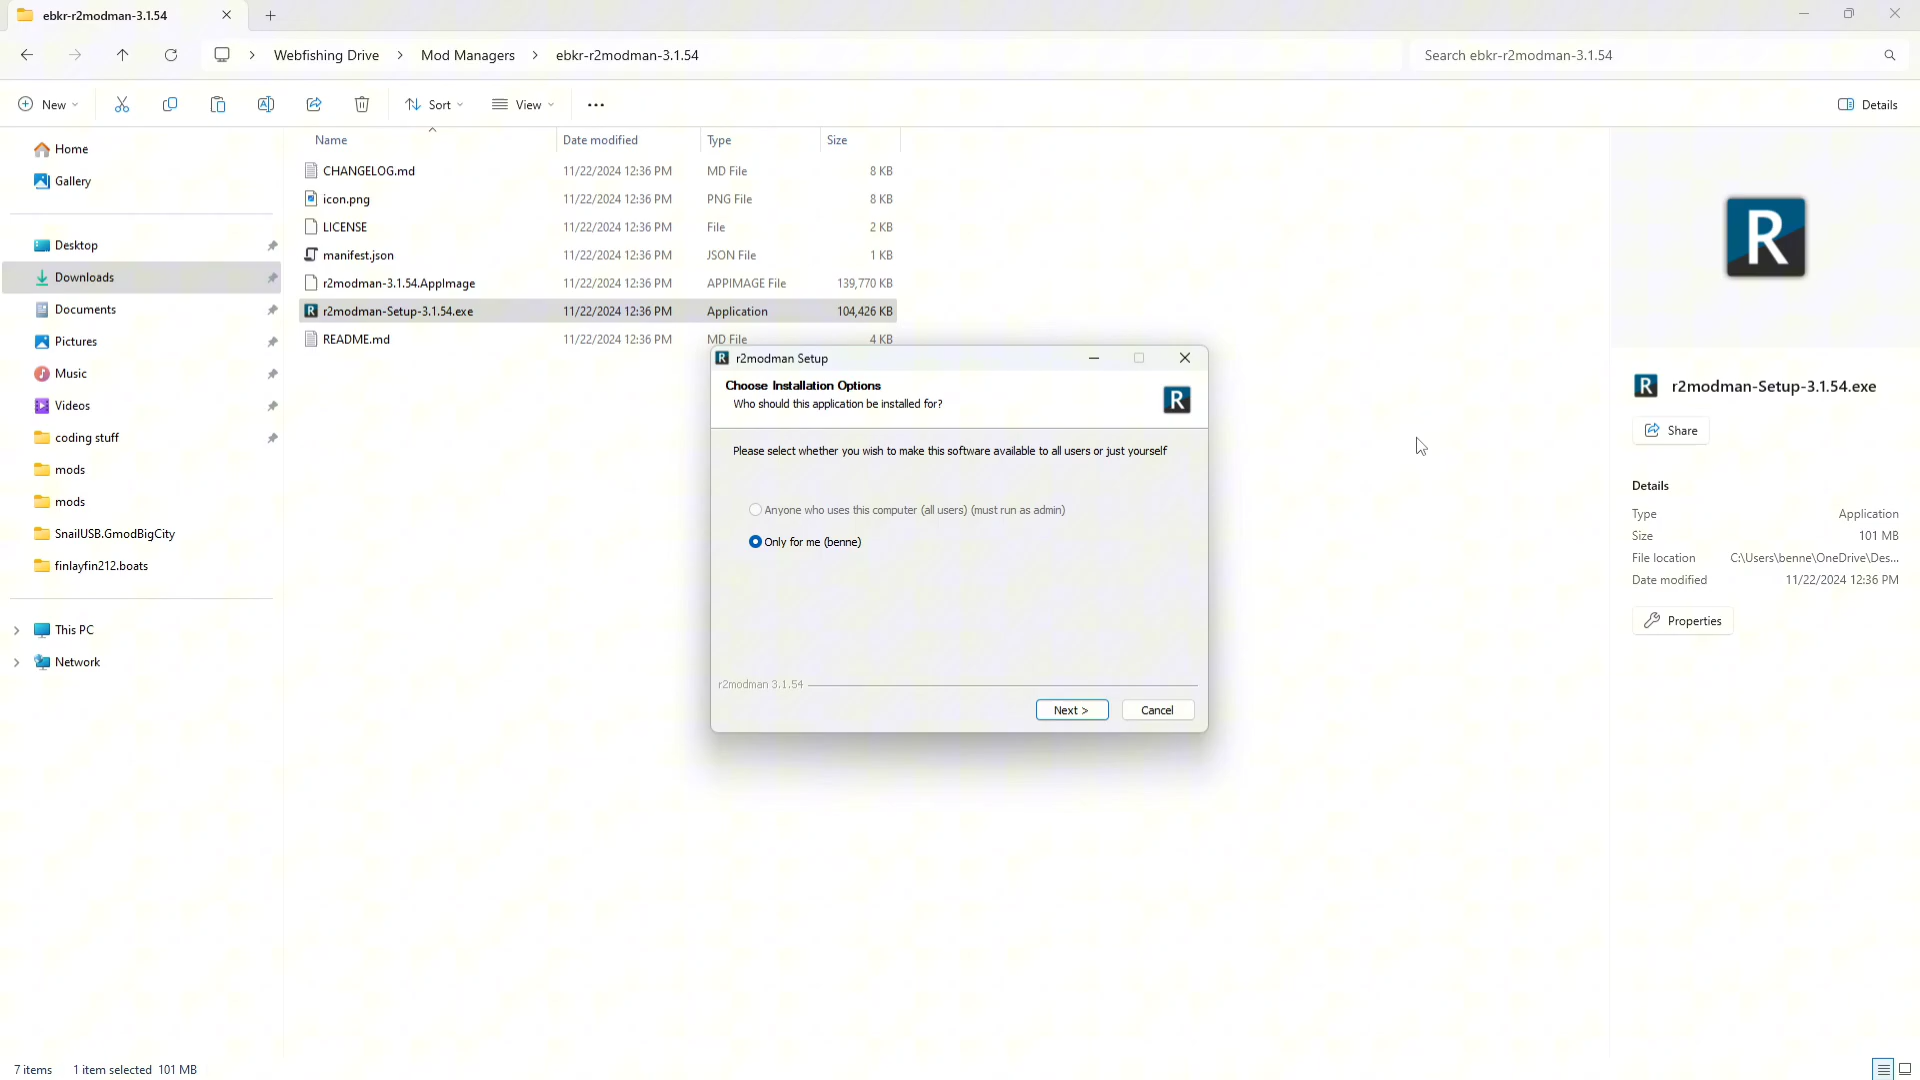 ebkr-r2modman-3.1.54
Webfishing Drive > Mod Managers > ebkr-r2modman-3.1.54
Search ebkr-r2modman-3.1.54
New
Sort
View
Details
Home
Gallery
Desktop
Downloads
Documents
Pictures
Music
Videos
coding stuff
mods
mods
SnailUSB.GmodBigCity
finlayfin212.boats
This PC
Network
Name Date modified Type Size
CHANGELOG.md 11/22/2024 12:36 PM MD File 8 KB
icon.png 11/22/2024 12:36 PM PNG File 8 KB
LICENSE 11/22/2024 12:36 PM File 2 KB
manifest.json 11/22/2024 12:36 PM JSON File 1 KB
r2modman-3.1.54.AppImage 11/22/2024 12:36 PM APPIMAGE File 139,770 KB
r2modman-Setup-3.1.54.exe 11/22/2024 12:36 PM Application 104,426 KB
README.md 11/22/2024 12:36 PM MD File 4 KB
r2modman Setup
Choose Installation Options
Who should this application be installed for?
R
Please select whether you wish to make this software available to all users or just yourself
Anyone who uses this computer (all users) (must run as admin)
Only for me (benne)
r2modman 3.1.54
Next >
Cancel
R
r2modman-Setup-3.1.54.exe
Share
Details
Type Application
Size 101 MB
File location C:\Users\benne\OneDrive\Des...
Date modified 11/22/2024 12:36 PM
Properties
7 items 1 item selected 101 MB